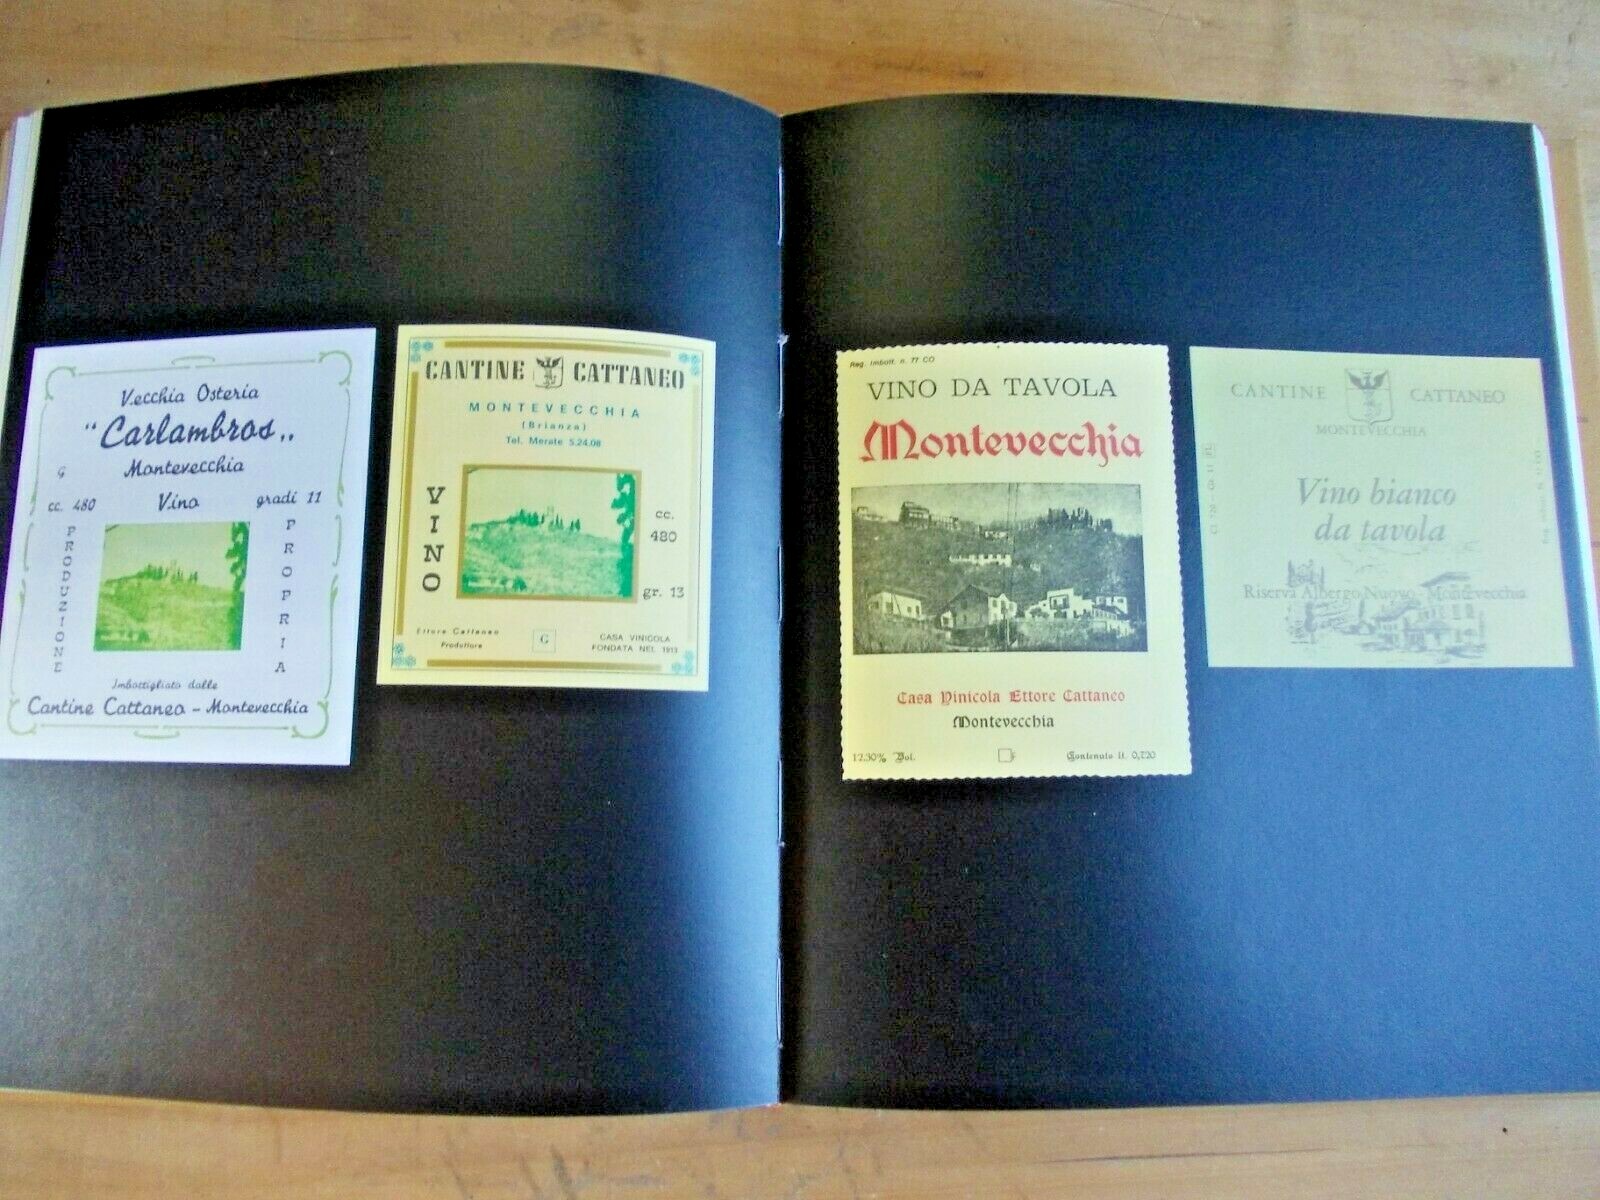 Vecchia Osteria
"Carlambros„
Montevecchia
G
cc. 480 Vino gradi 11
PRODUZIONE
PROPRIA
Imbottigliato dalle
Cantine Cattaneo - Montevecchia
CANTINE CATTANEO
MONTEVECCHIA
(Brianza)
Tel. Merate 5.24.08
VINO
cc.
480
gr. 13
Ettore Cattaneo
Produttore
G
CASA VINICOLA
FONDATA NEL 1913
Reg. Imbott. n. 77 CO
VINO DA TAVOLA
Montevecchia
Casa Vinicola Ettore Cattaneo
Montevecchia
12.30% Vol.
Contenuto lt. 0,720
CANTINE CATTANEO
MONTEVECCHIA
Vino bianco
da tavola
Riserva Albergo Nuovo - Montevecchia